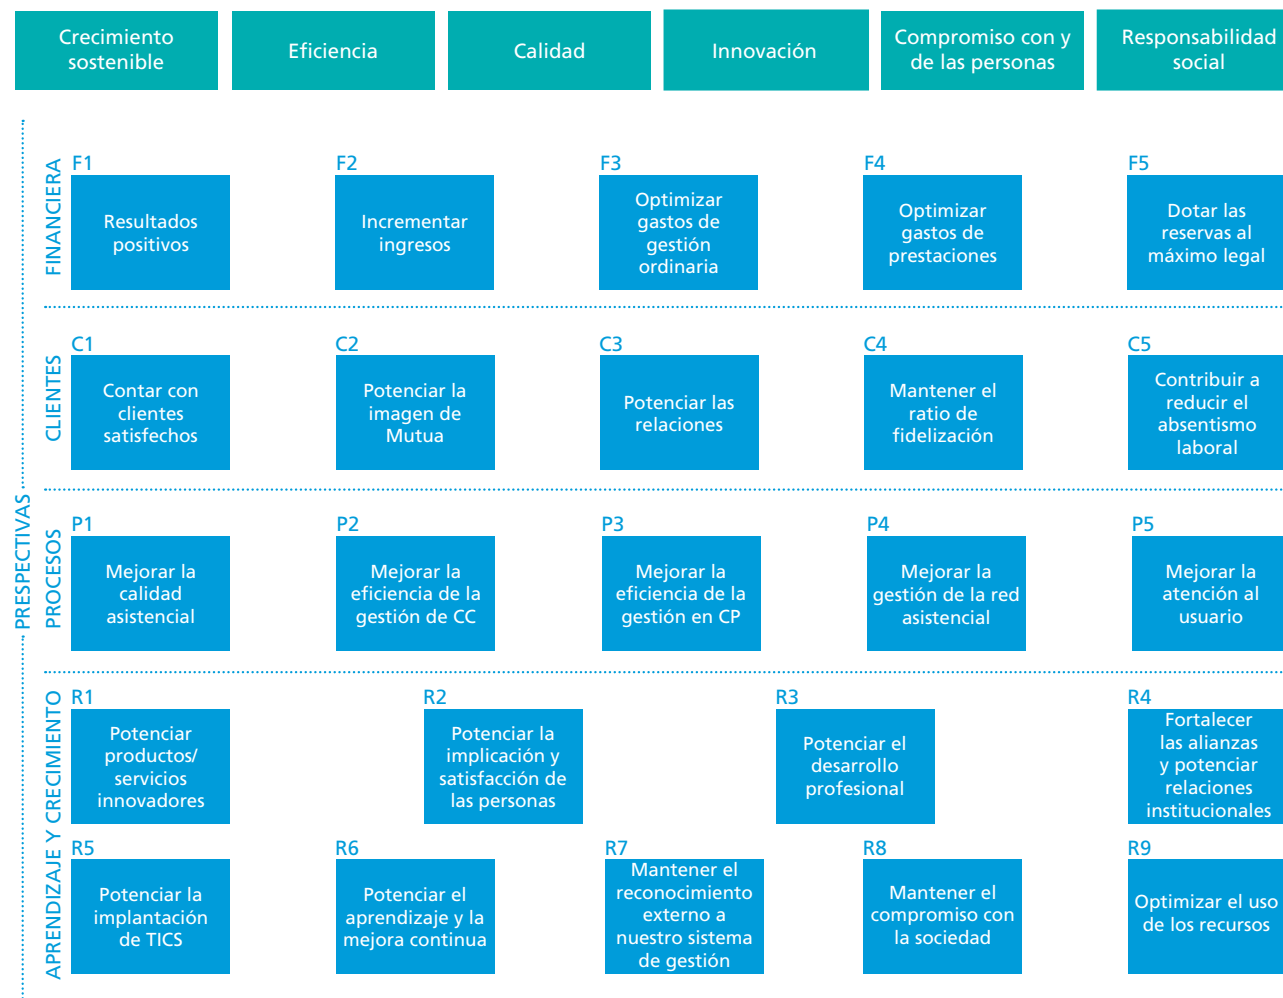 Crecimiento
sostenible
Eficiencia
Calidad
Innovación
Compromiso con y
de las personas
Responsabilidad
social
PRESPECTIVAS
FINANCIERA
F1
Resultados
positivos
F2
Incrementar
ingresos
F3
Optimizar
gastos de
gestión
ordinaria
F4
Optimizar
gastos de
prestaciones
F5
Dotar las
reservas al
máximo legal
CLIENTES
C1
Contar con
clientes
satisfechos
C2
Potenciar la
imagen de
Mutua
C3
Potenciar las
relaciones
C4
Mantener el
ratio de
fidelización
C5
Contribuir a
reducir el
absentismo
laboral
PROCESOS
P1
Mejorar la
calidad
asistencial
P2
Mejorar la
eficiencia de la
gestión de CC
P3
Mejorar la
eficiencia de la
gestión en CP
P4
Mejorar la
gestión de la red
asistencial
P5
Mejorar la
atención al
usuario
APRENDIZAJE Y CRECIMIENTO
R1
Potenciar
productos/
servicios
innovadores
R2
Potenciar la
implicación y
satisfacción de
las personas
R3
Potenciar el
desarrollo
profesional
R4
Fortalecer
las alianzas
y potenciar
relaciones
institucionales
R5
Potenciar la
implantación
de TICS
R6
Potenciar el
aprendizaje y la
mejora continua
R7
Mantener el
reconocimiento
externo a
nuestro sistema
de gestión
R8
Mantener el
compromiso con
la sociedad
R9
Optimizar el uso
de los recursos